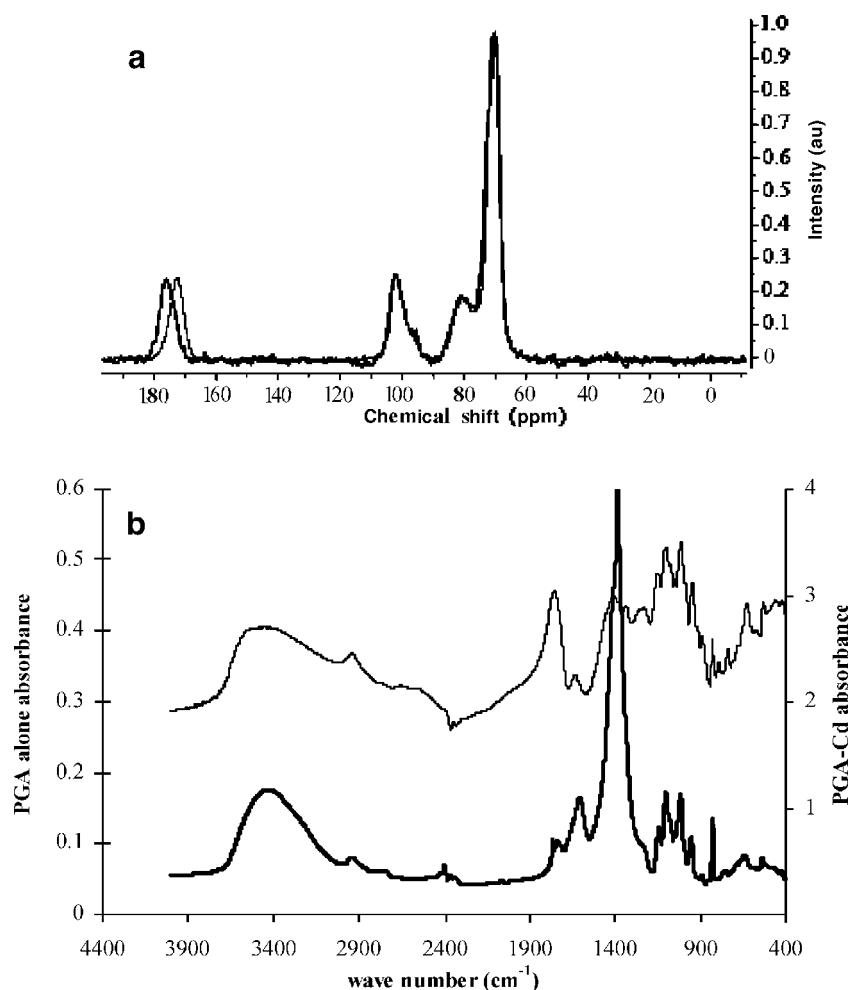 a
1.0
0.9
0.8
0.7
0.6
0.5
0.4
0.3
0.2
0.1
0
Intensity (au)
180 160 140 120 100 80 60 40 20 0
Chemical shift (ppm)
b
0.6
0.5
0.4
0.3
0.2
0.1
0
PGA alone absorbance
4
3
2
1
PGA-Cd absorbance
4400 3900 3400 2900 2400 1900 1400 900 400
wave number (cm⁻¹)